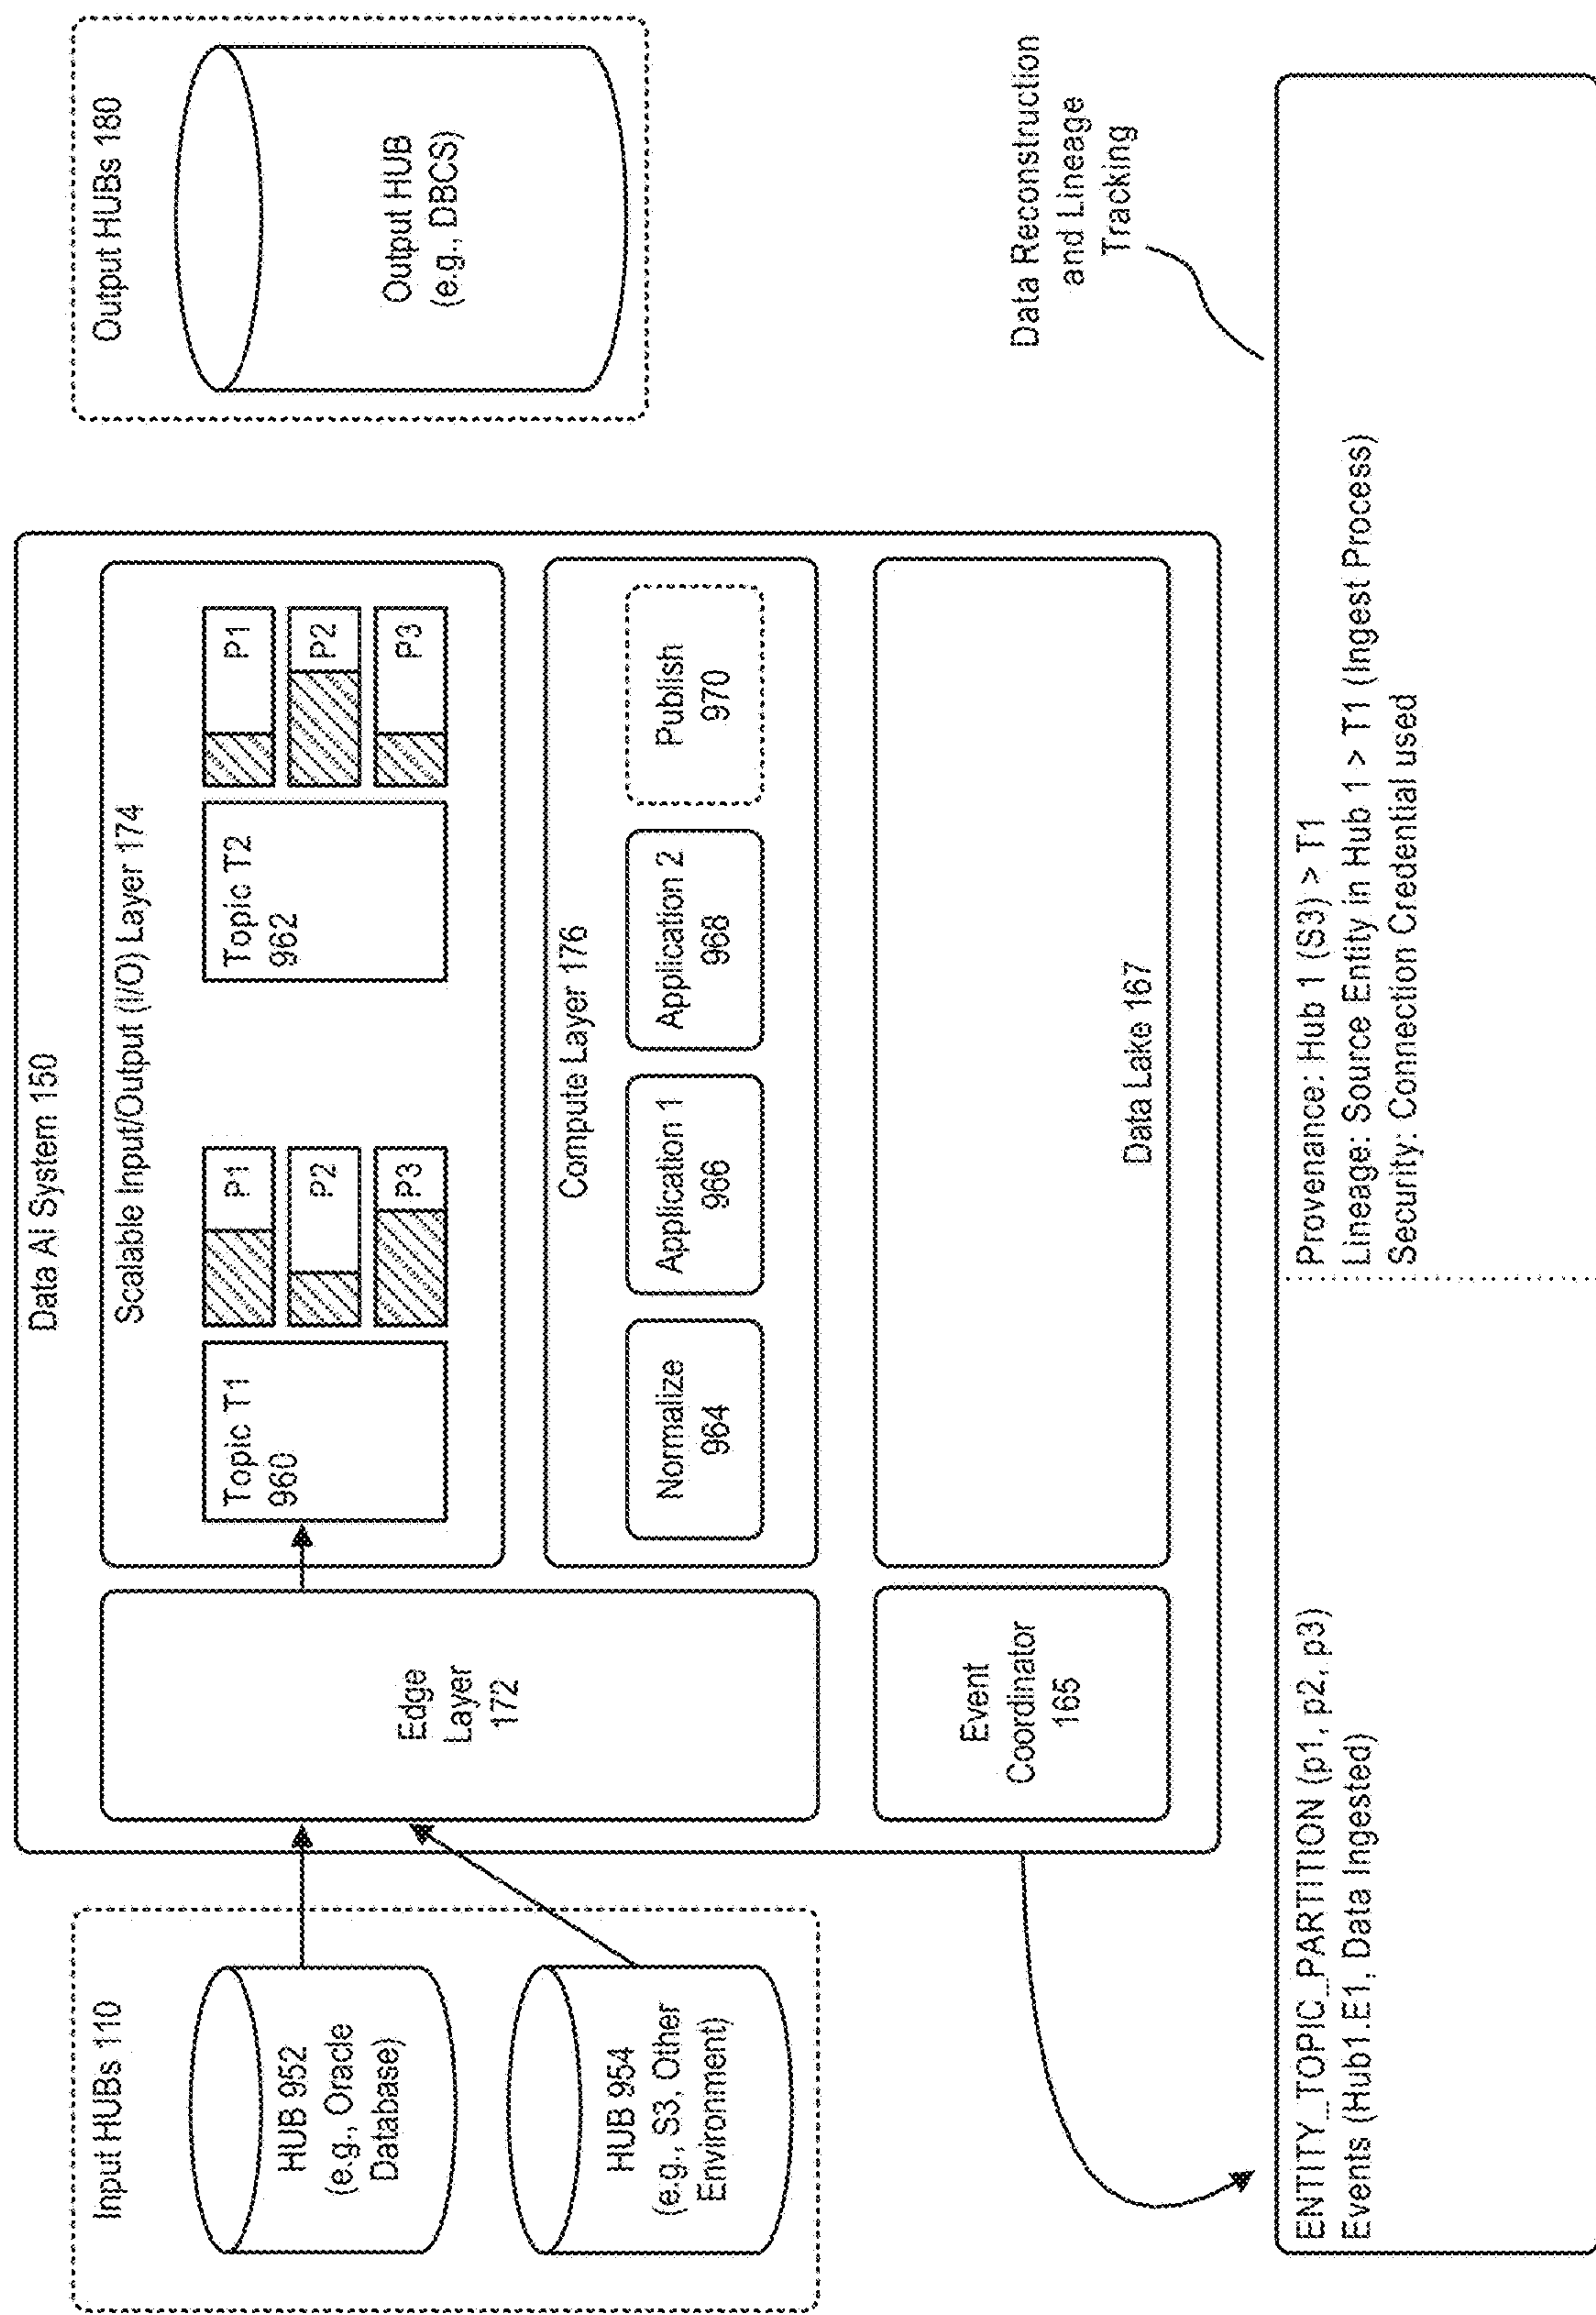 Input HUBs 110
HUB 952
(e.g., Oracle
Database)
HUB 954
(e.g., S3, Other
Environment)
Data AI System 150
Edge
Layer
172
Scalable Input/Output (I/O) Layer 174
Topic T1
960
P1
P2
P3
Topic T2
962
P1
P2
P3
Compute Layer 176
Normalize
964
Application 1
966
Application 2
968
Publish
970
Event
Coordinator
165
Data Lake 167
Output HUBs 180
Output HUB
(e.g., DBCS)
Data Reconstruction
and Lineage
Tracking
ENTITY_TOPIC_PARTITION (p1, p2, p3)
Events (Hub1.E1, Data Ingested)
Provenance: Hub 1 (S3) > T1
Lineage: Source Entity in Hub 1 > T1 (Ingest Process)
Security: Connection Credential used